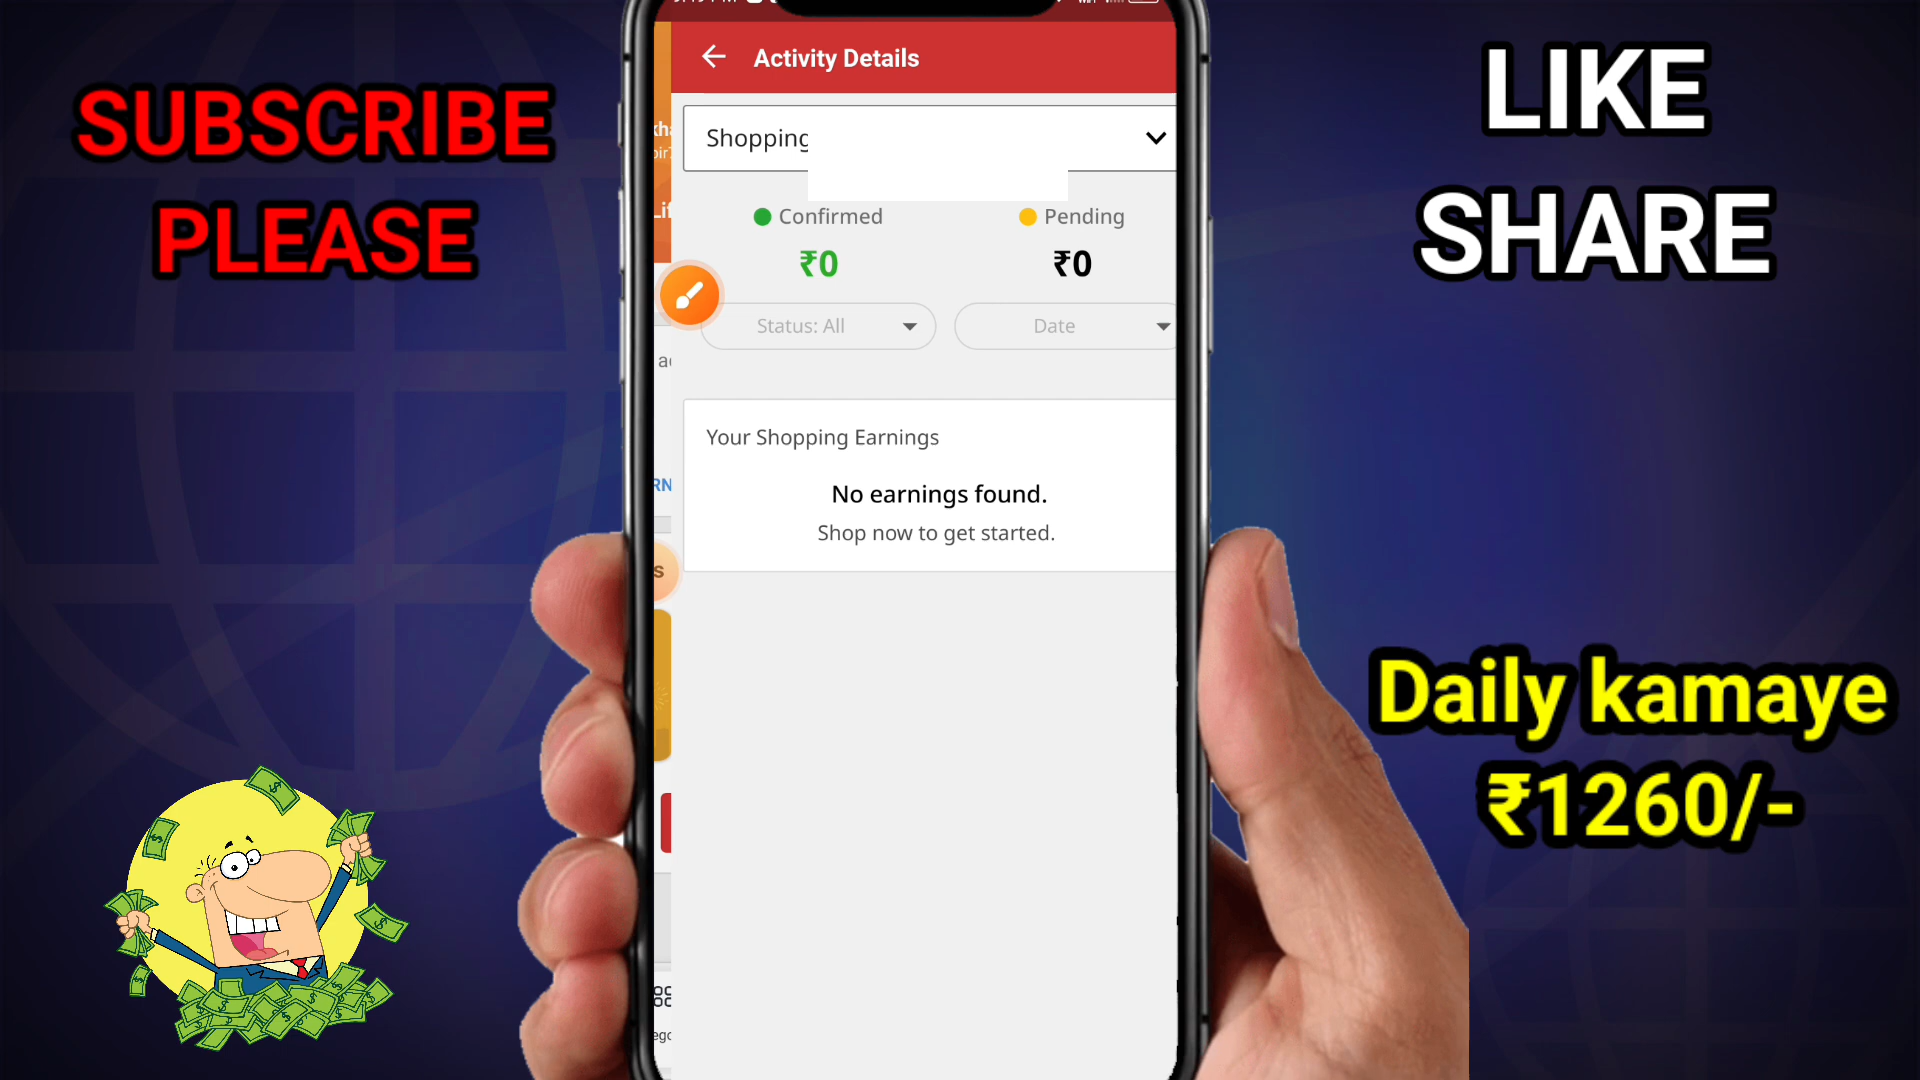 SUBSCRIBE
PLEASE
LIKE
SHARE
Activity Details
Shopping
Confirmed
Pending
₹0
₹0
Status: All
Date
Your Shopping Earnings
No earnings found.
Shop now to get started.
Daily kamaye
₹1260/-